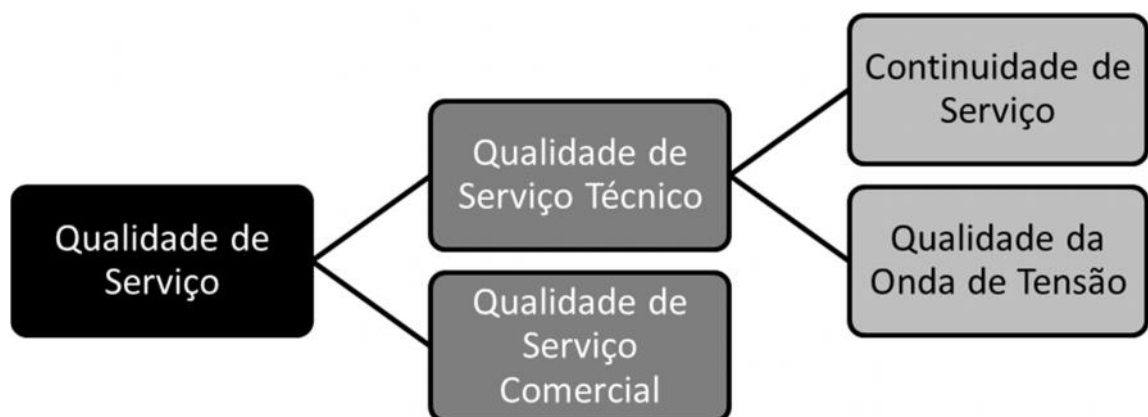 Qualidade de
Serviço
Qualidade de
Serviço Técnico
Qualidade de
Serviço
Comercial
Continuidade de
Serviço
Qualidade da
Onda de Tensão